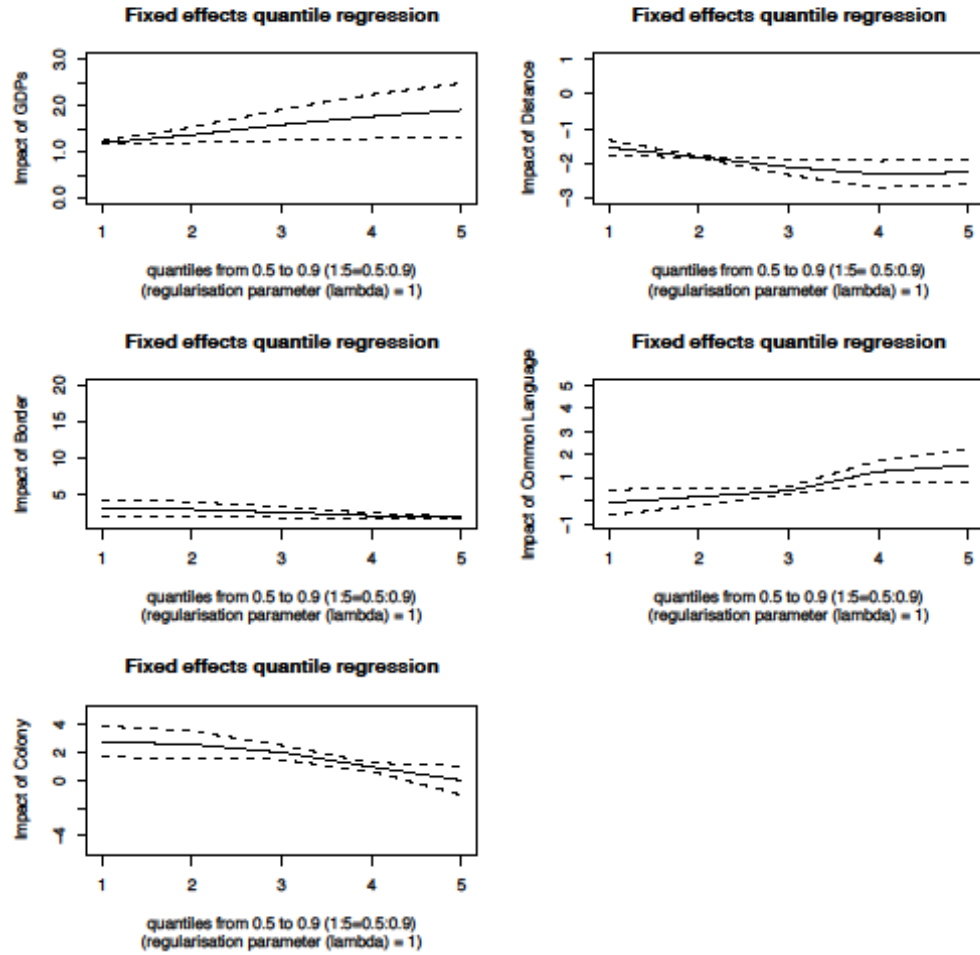 Fixed effects quantile regression
Impact of GDPs
3.0
2.0
1.0
0.0
1 2 3 4 5
quantiles from 0.5 to 0.9 (1:5=0.5:0.9)
(regularisation parameter (lambda) = 1)
Fixed effects quantile regression
Impact of Distance
1
0
-1
-2
-3
1 2 3 4 5
quantiles from 0.5 to 0.9 (1:5= 0.5:0.9)
(regularisation parameter (lambda) = 1)
Fixed effects quantile regression
Impact of Border
20
15
10
5
1 2 3 4 5
quantiles from 0.5 to 0.9 (1:5=0.5:0.9)
(regularisation parameter (lambda) = 1)
Fixed effects quantile regression
Impact of Common Language
5
4
3
2
1
-1
1 2 3 4 5
quantiles from 0.5 to 0.9 (1:5=0.5:0.9)
(regularisation parameter (lambda) = 1)
Fixed effects quantile regression
Impact of Colony
4
2
0
-4
1 2 3 4 5
quantiles from 0.5 to 0.9 (1:5=0.5:0.9)
(regularisation parameter (lambda) = 1)